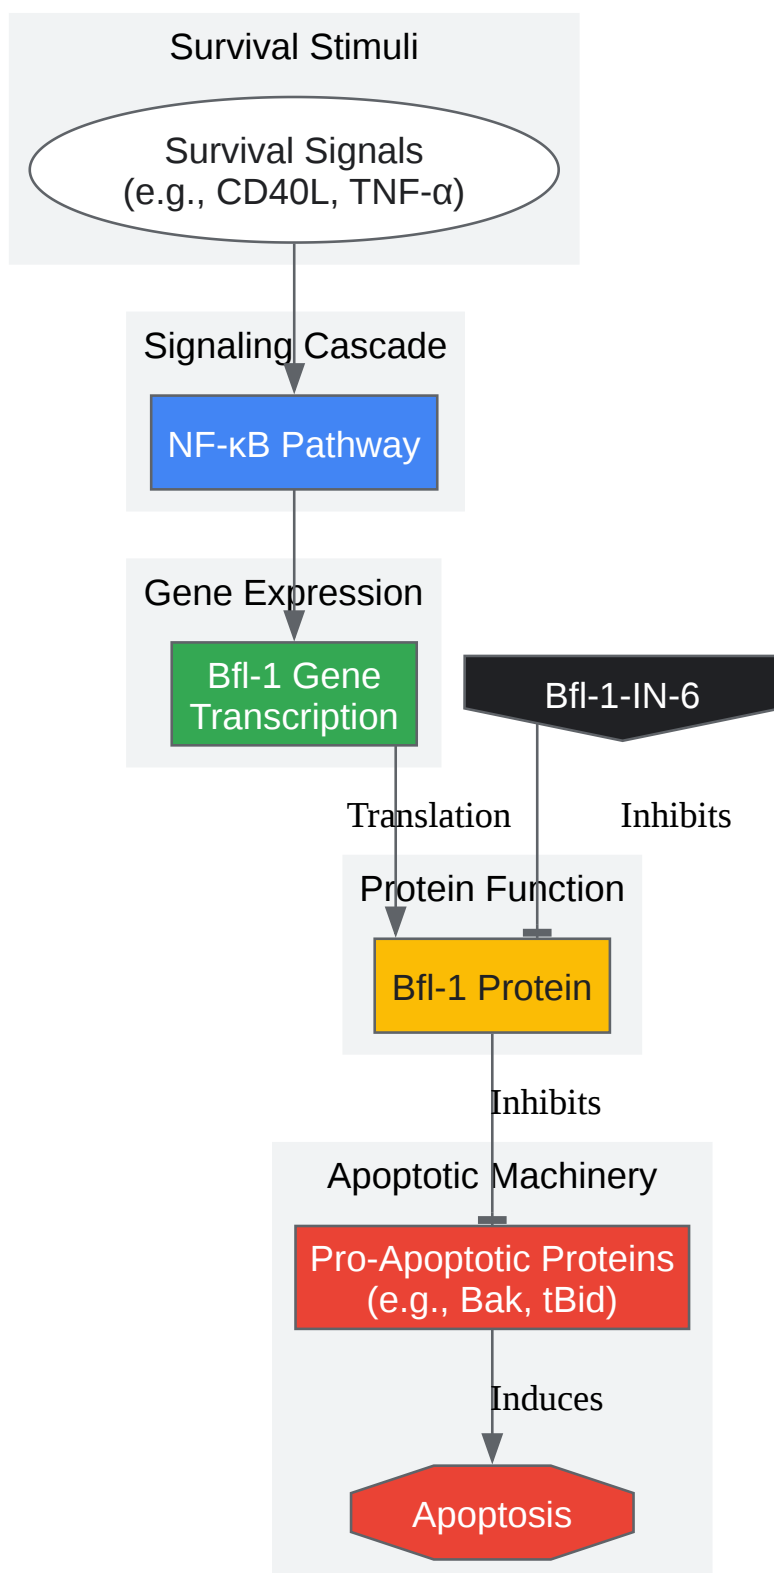 Survival Stimuli
Survival Signals
(e.g., CD40L, TNF-α)
Signaling Cascade
NF-κB Pathway
Gene Expression
Bfl-1 Gene
Transcription
Bfl-1-IN-6
Translation
Inhibits
Protein Function
Bfl-1 Protein
Inhibits
Apoptotic Machinery
Pro-Apoptotic Proteins
(e.g., Bak, tBid)
Induces
Apoptosis